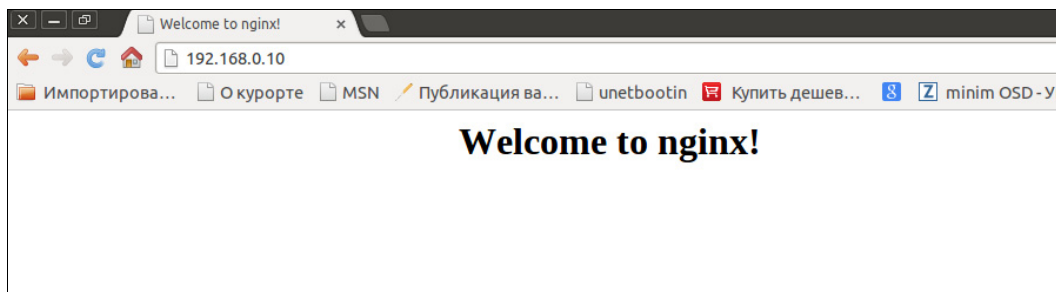 Welcome to nginx!
192.168.0.10
Импортирова... О курорте MSN Публикация ва... unetbootin Купить дешев... 8 Z minim OSD - У
Welcome to nginx!